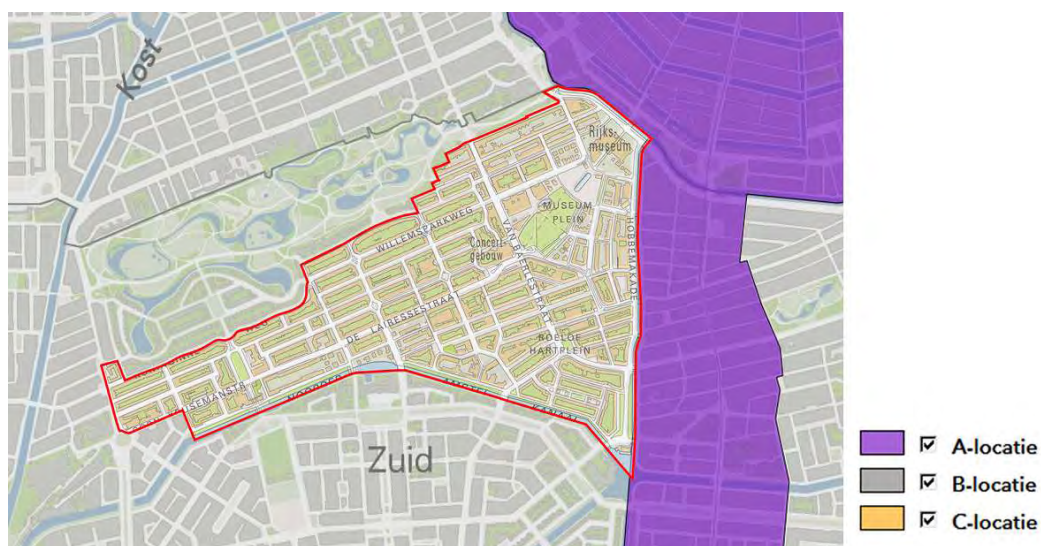 Kost
Rijks-
museum
MUSEUM
PLEIN
WILLEMSPARKWEG
VAN BAERLESTRAAT
HOBBEMAKADE
Concert-
gebouw
DE LAIRESSESTRAAT
ROELOF
HARTPLEIN
NOORDER
AMSTE
KANAAL
Zuid
A-locatie
B-locatie
C-locatie